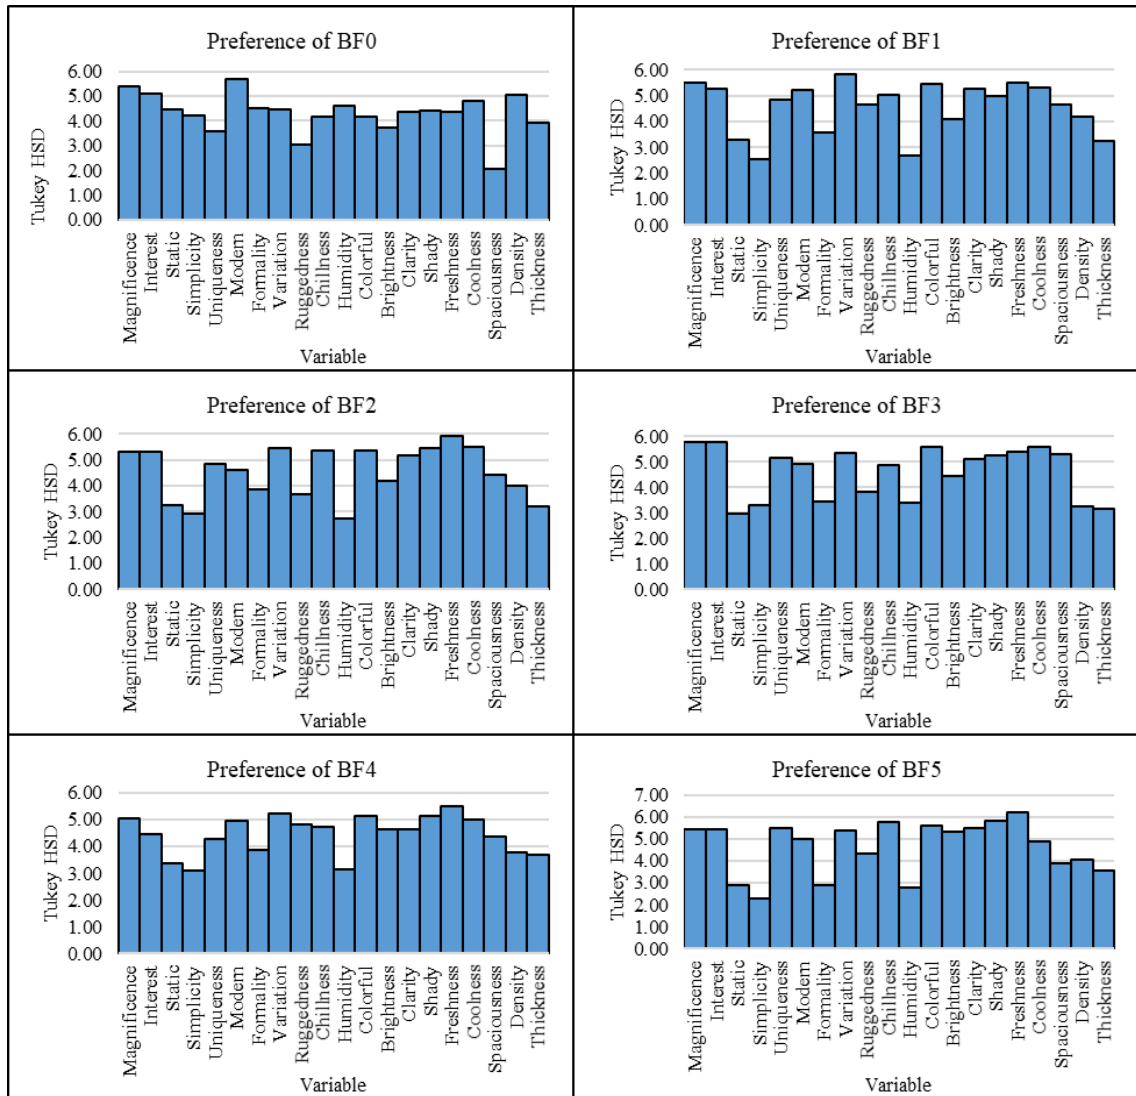 Preference of BF0
6.00
5.00
4.00
3.00
2.00
1.00
0.00
Tukey HSD
Magnificence
Interest
Static
Simplicity
Uniqueness
Modern
Formality
Variation
Ruggedness
Chillness
Humidity
Colorful
Brightness
Clarity
Shady
Freshness
Coolness
Spaciousness
Density
Thickness
Variable
Preference of BF1
6.00
5.00
4.00
3.00
2.00
1.00
0.00
Tukey HSD
Magnificence
Interest
Static
Simplicity
Uniqueness
Modern
Formality
Variation
Ruggedness
Chillness
Humidity
Colorful
Brightness
Clarity
Shady
Freshness
Coolness
Spaciousness
Density
Thickness
Variable
Preference of BF2
6.00
5.00
4.00
3.00
2.00
1.00
0.00
Tukey HSD
Magnificence
Interest
Static
Simplicity
Uniqueness
Modern
Formality
Variation
Ruggedness
Chillness
Humidity
Colorful
Brightness
Clarity
Shady
Freshness
Coolness
Spaciousness
Density
Thickness
Variable
Preference of BF3
6.00
5.00
4.00
3.00
2.00
1.00
0.00
Tukey HSD
Magnificence
Interest
Static
Simplicity
Uniqueness
Modern
Formality
Variation
Ruggedness
Chillness
Humidity
Colorful
Brightness
Clarity
Shady
Freshness
Coolness
Spaciousness
Density
Thickness
Variable
Preference of BF4
6.00
5.00
4.00
3.00
2.00
1.00
0.00
Tukey HSD
Magnificence
Interest
Static
Simplicity
Uniqueness
Modern
Formality
Variation
Ruggedness
Chillness
Humidity
Colorful
Brightness
Clarity
Shady
Freshness
Coolness
Spaciousness
Density
Thickness
Variable
Preference of BF5
7.00
6.00
5.00
4.00
3.00
2.00
1.00
0.00
Tukey HSD
Magnificence
Interest
Static
Simplicity
Uniqueness
Modern
Formality
Variation
Ruggedness
Chillness
Humidity
Colorful
Brightness
Clarity
Shady
Freshness
Coolness
Spaciousness
Density
Thickness
Variable